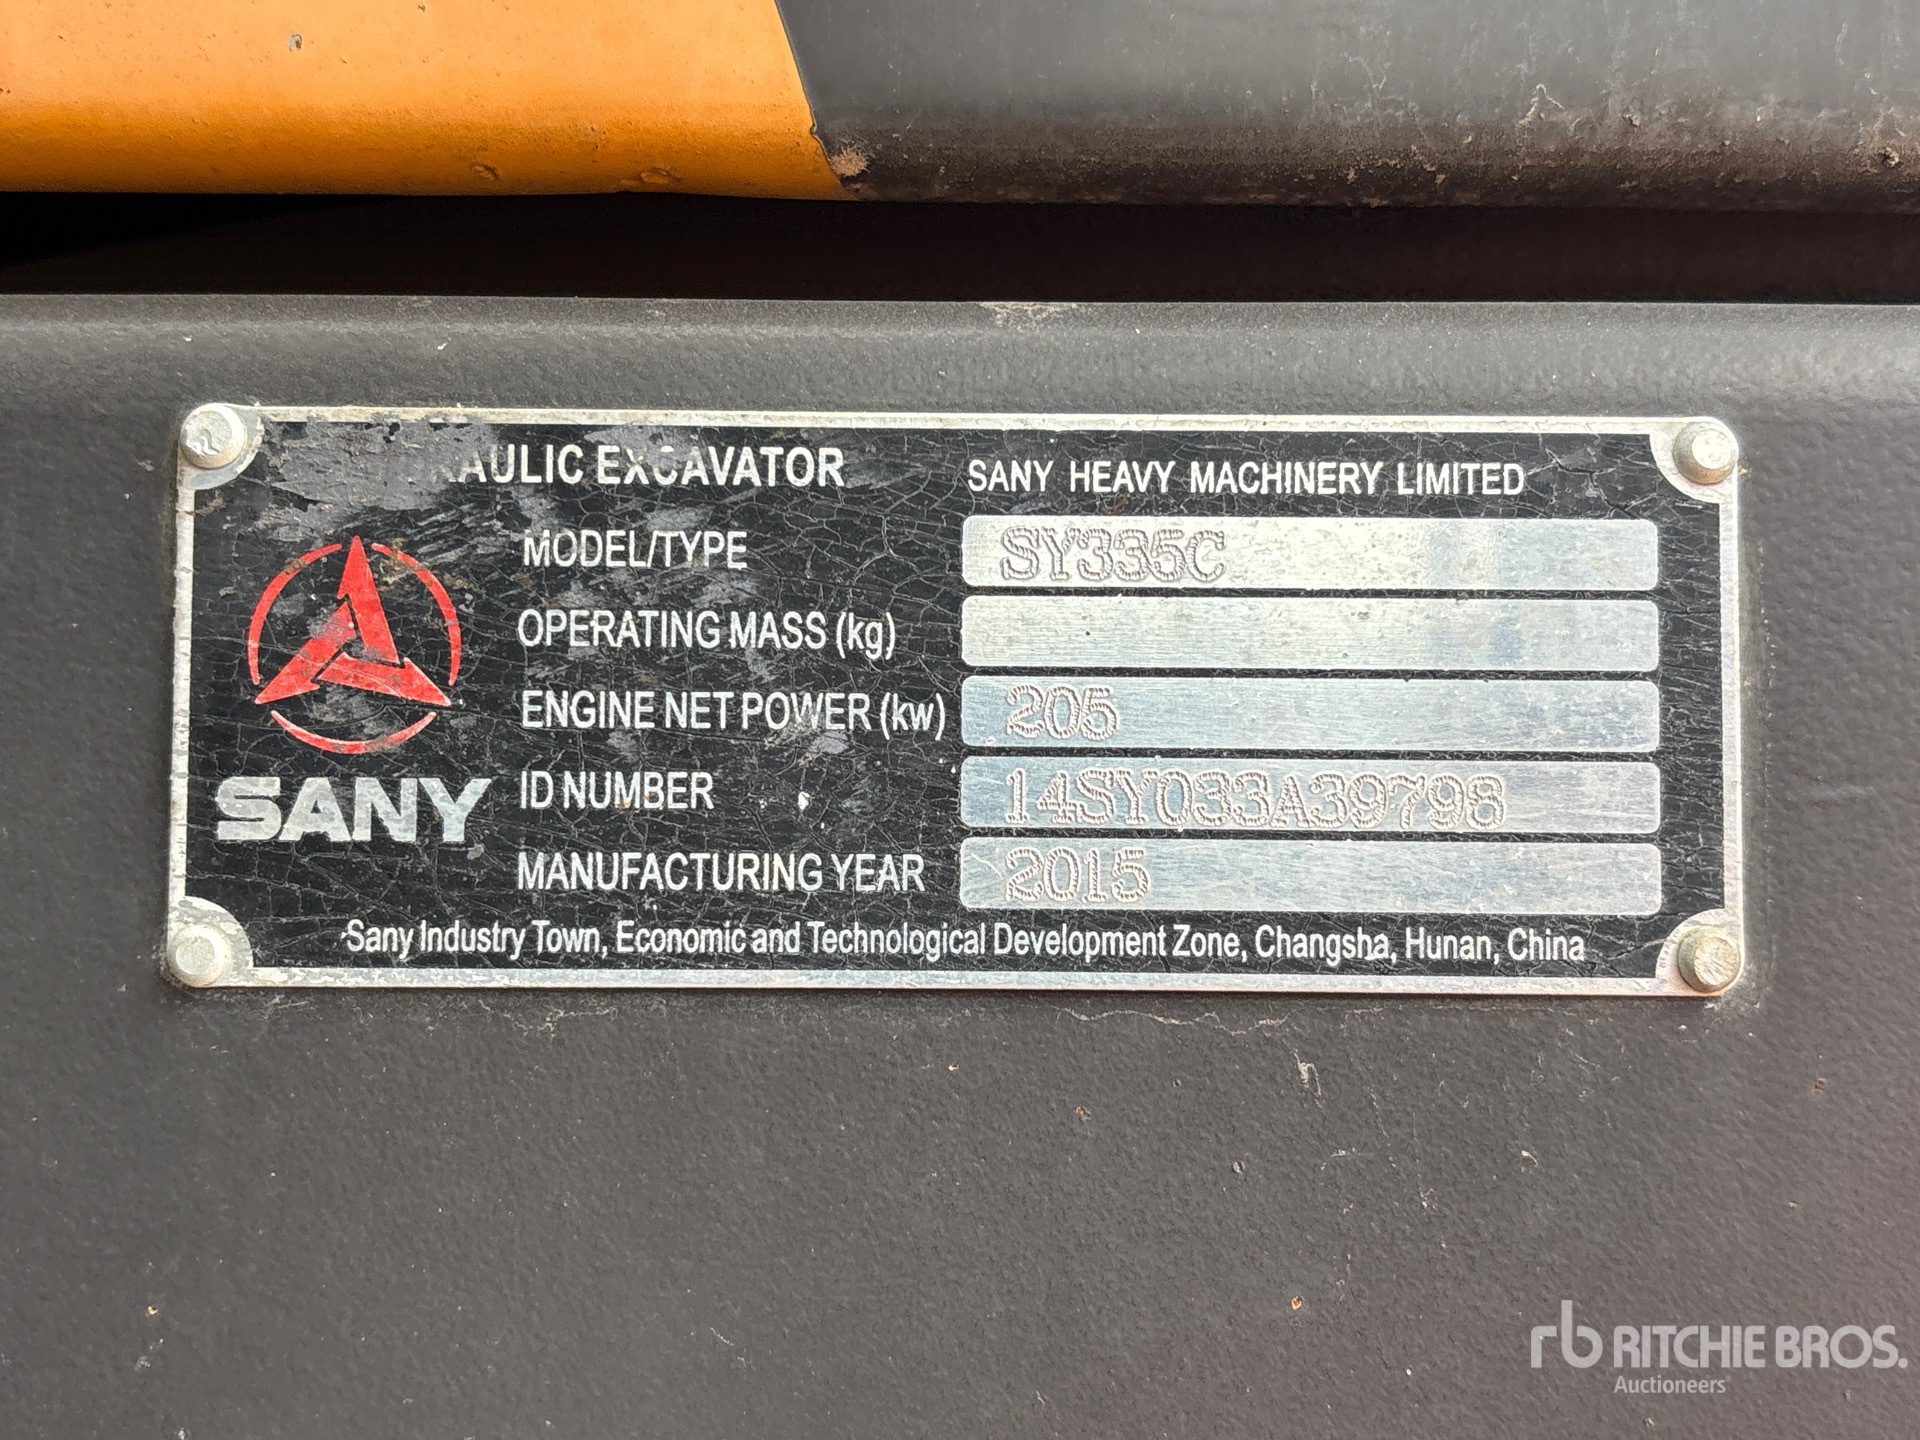 AULIC EXCAVATOR SANY HEAVY MACHINERY LIMITED
MODEL/TYPE SY335C
OPERATING MASS (kg)
ENGINE NET POWER (kw) 205
SANY ID NUMBER 14SY033A39798
MANUFACTURING YEAR 2015
Sany Industry Town, Economic and Technological Development Zone, Changsha, Hunan, China
rb RITCHIE BROS.
Auctioneers